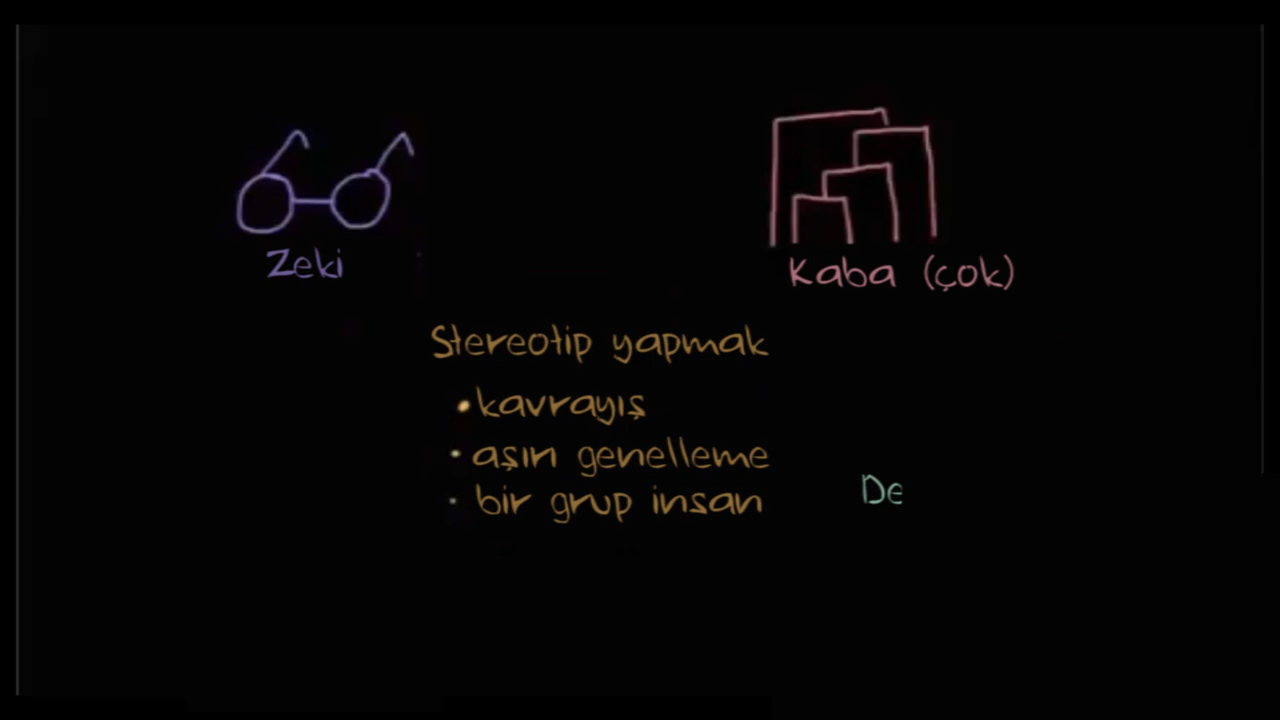 Zeki
Kaba (çok)
Stereotip yapmak
• kavrayış
• aşırı genelleme
• bir grup insan
De